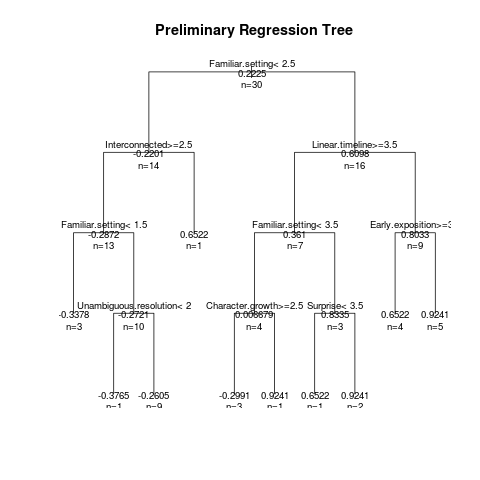 Preliminary Regression Tree
Familiar.setting< 2.5
0.2225
n=30
Interconnected>=2.5
-0.2201
n=14
Linear.timeline>=3.5
0.6098
n=16
Familiar.setting< 1.5
-0.2872
n=13
0.6522
n=1
Familiar.setting< 3.5
0.361
n=7
Early.exposition>=
0.8033
n=9
-0.3378
n=3
Unambiguous.resolution< 2
-0.2721
n=10
Character.growth>=2.5
0.006679
n=4
Surprise< 3.5
0.8335
n=3
0.6522
n=4
0.9241
n=5
-0.3765
n=1
-0.2605
n=9
-0.2991
n=3
0.9241
n=1
0.6522
n=1
0.9241
n=2